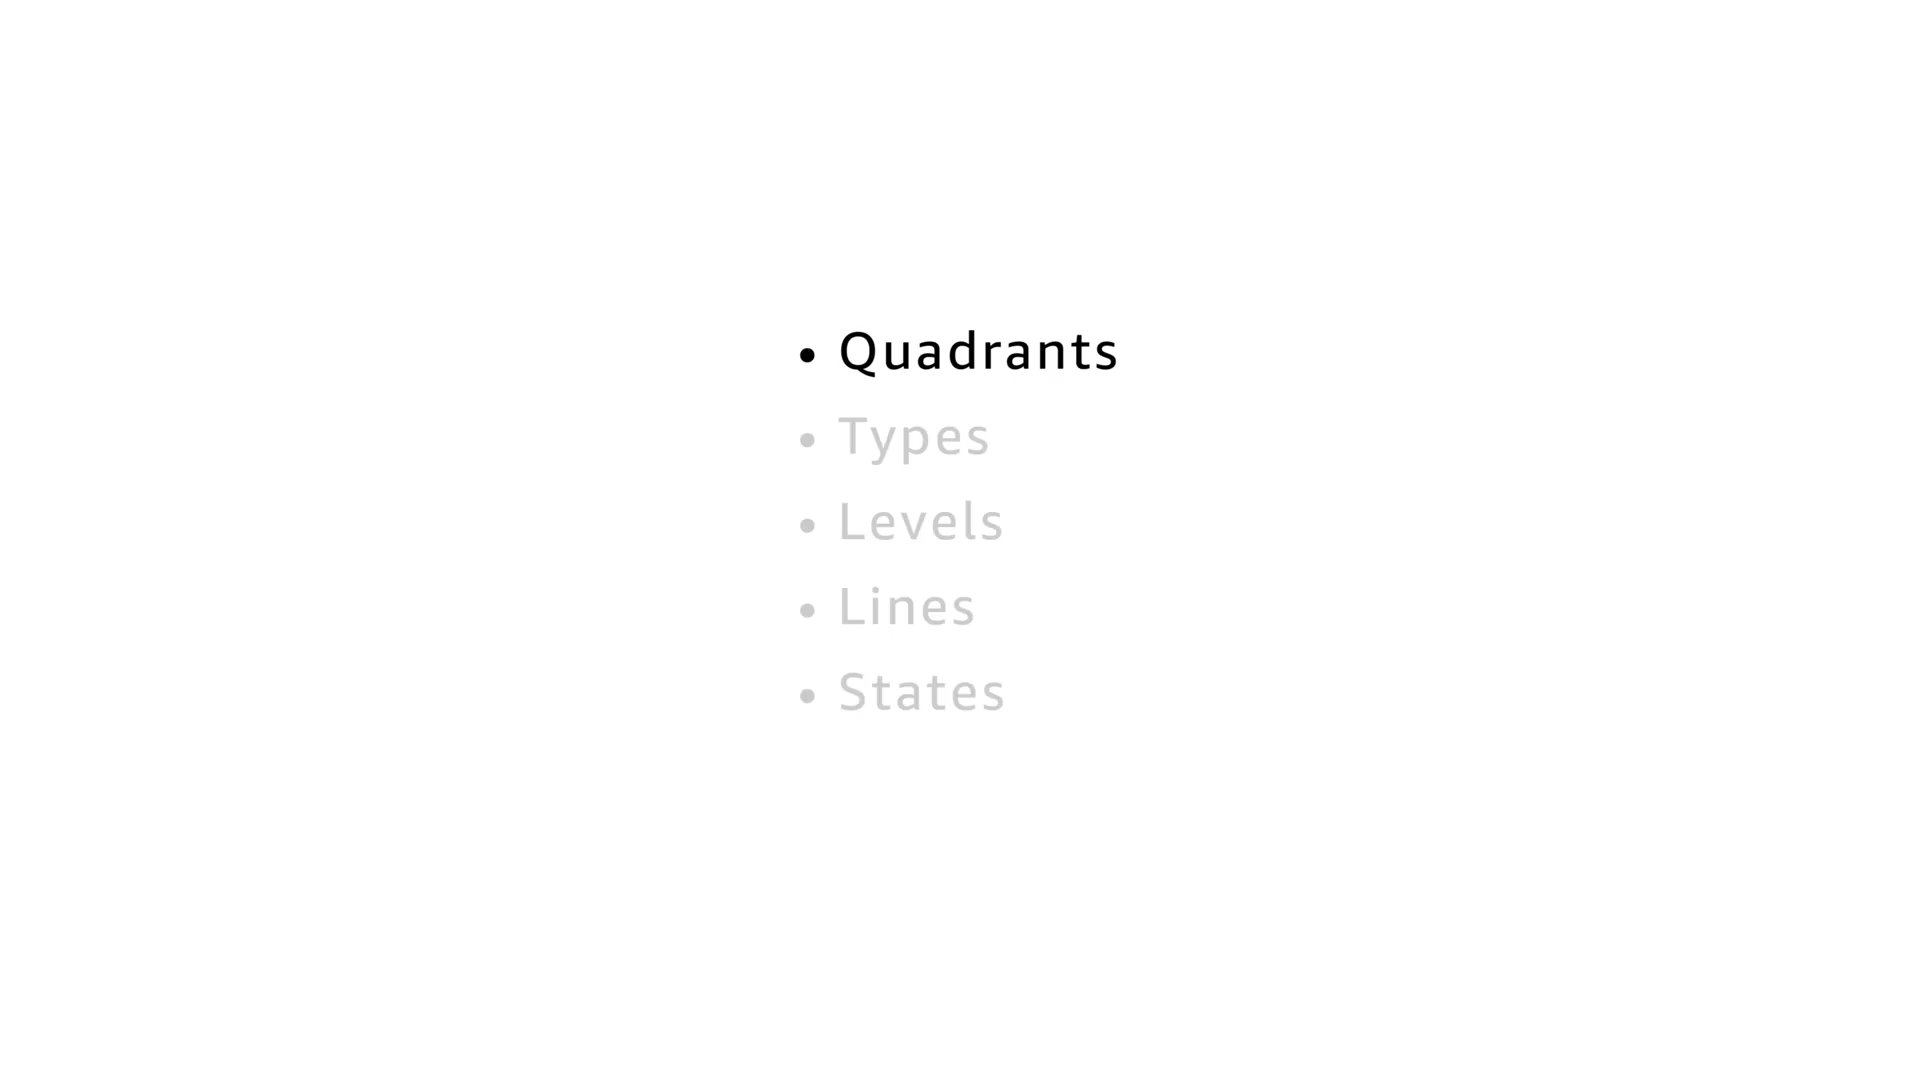 • Quadrants
• Types
• Levels
• Lines
• States